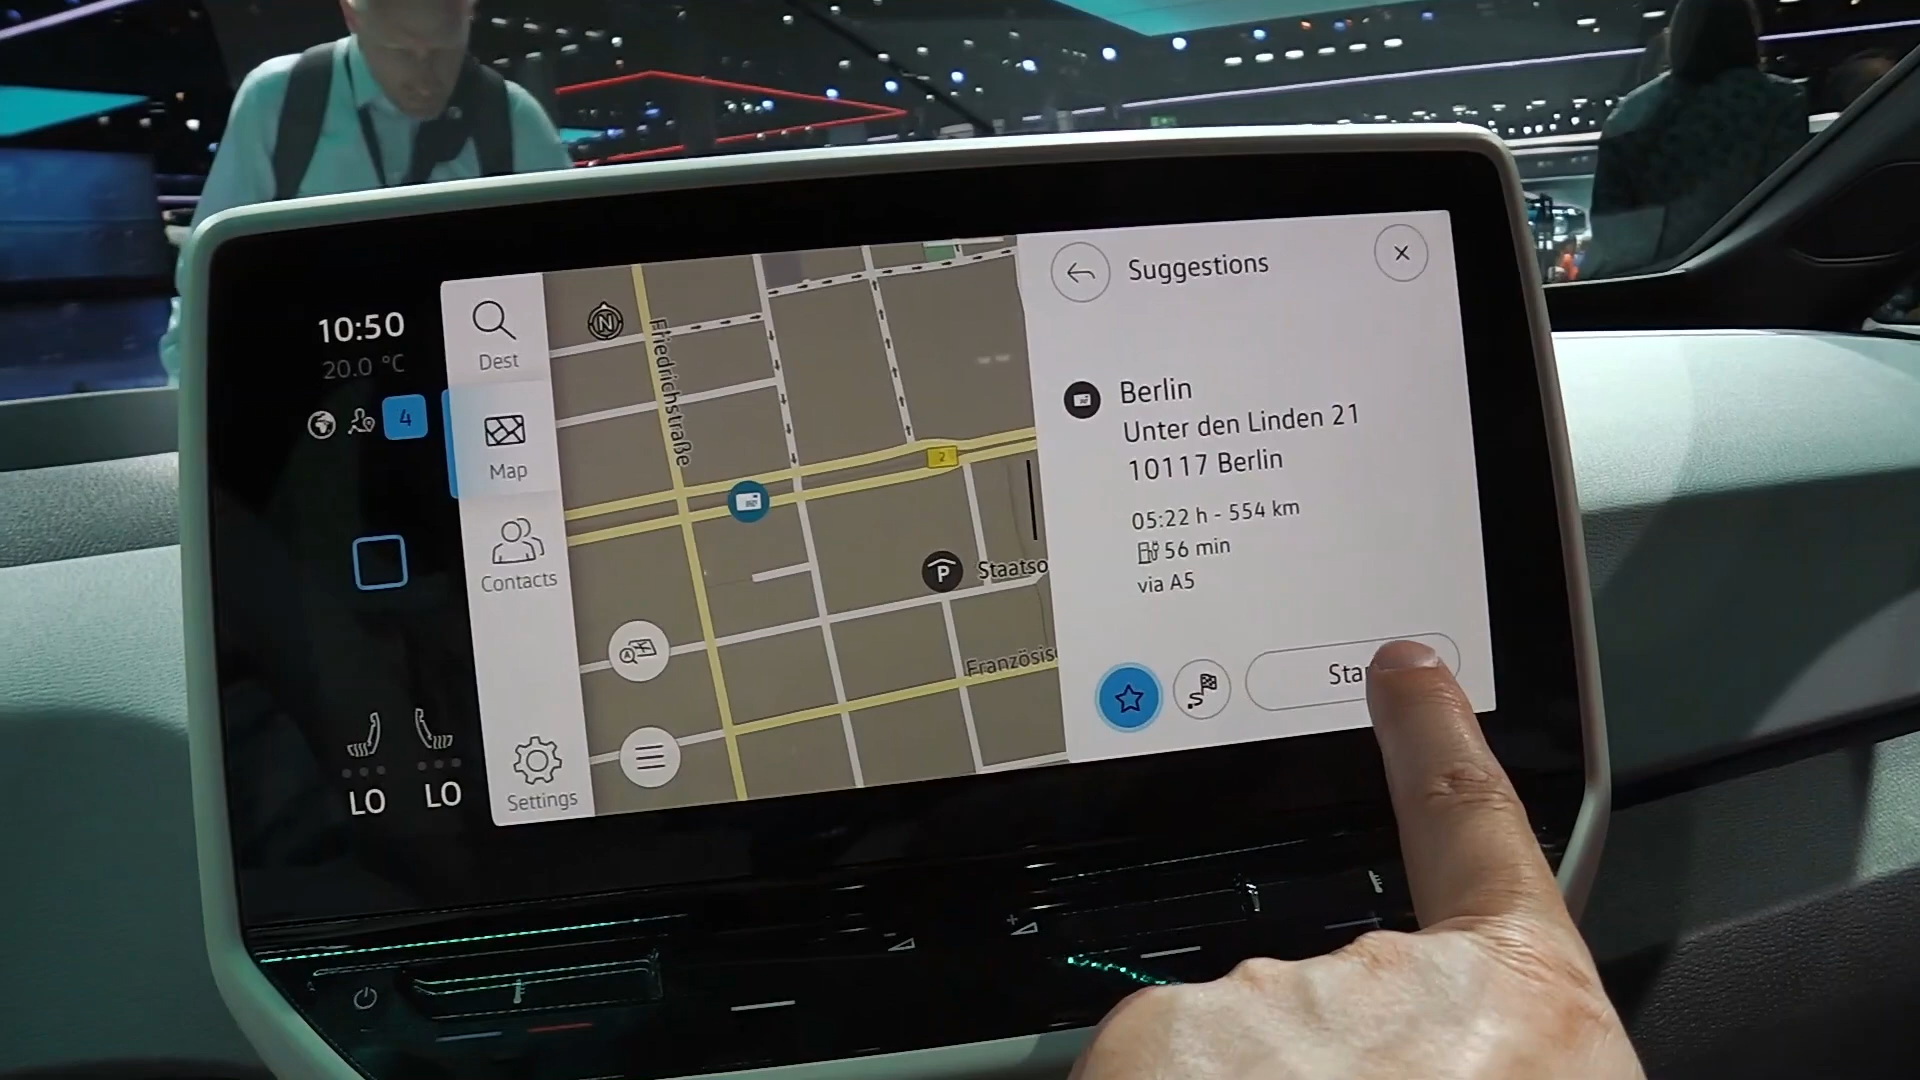 10:50
20.0 °C
4
LO
LO
Dest
Map
Contacts
Settings
N
Friedrichstraße
2
P
Staatso
Französis
Suggestions
Berlin
Unter den Linden 21
10117 Berlin
05:22 h - 554 km
56 min
via A5
Sta